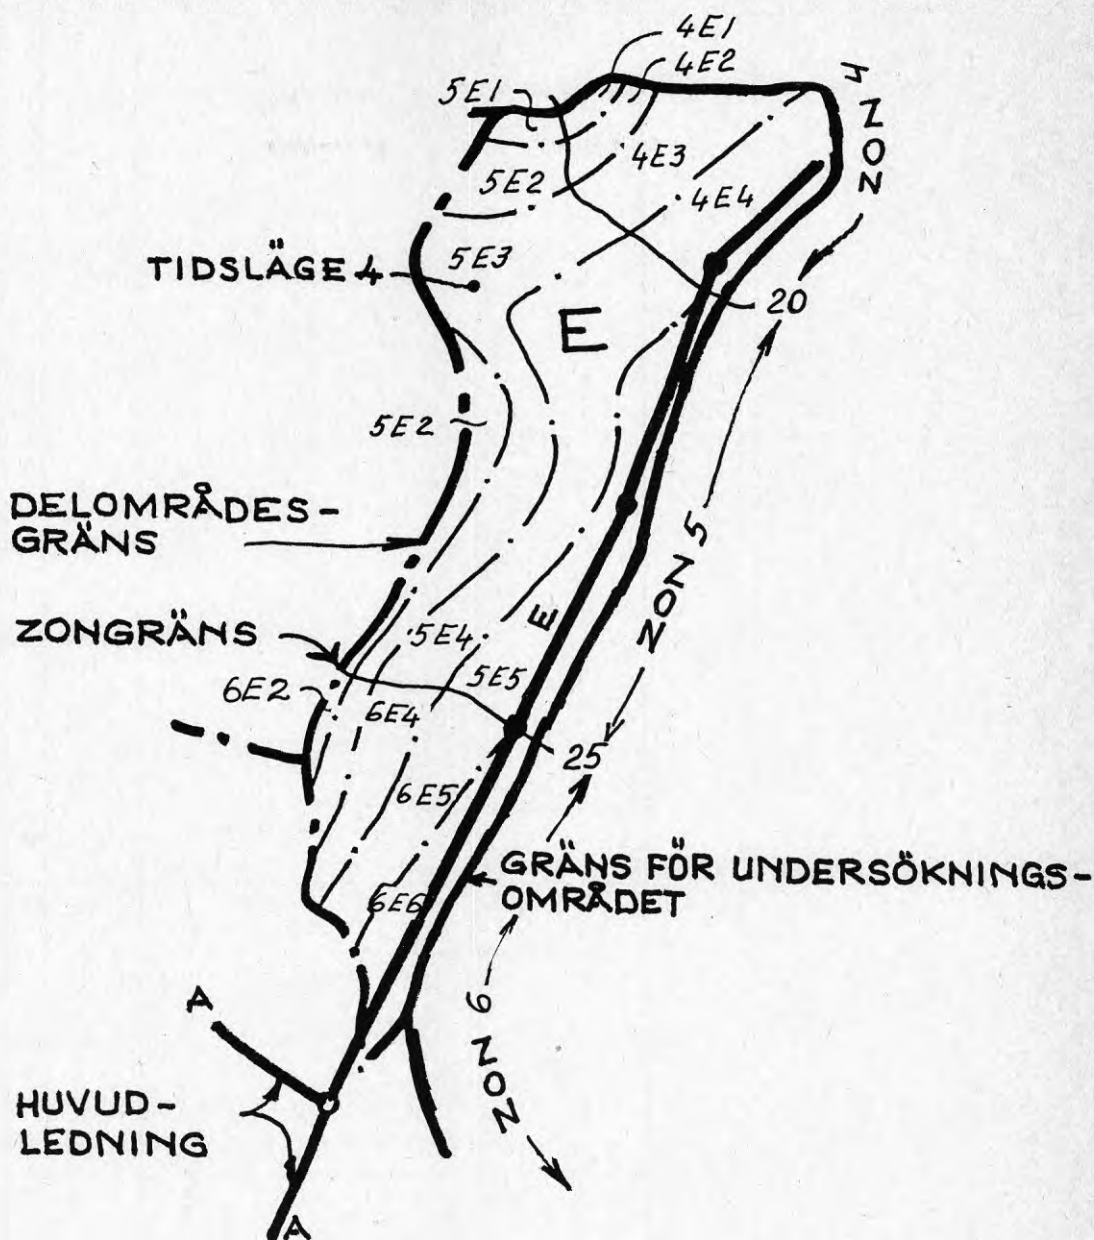 4E1
4E2
5E1
ZON 4
4E3
5E2
4E4
TIDSLÄGE 4
5E3
20
E
5E2
DELOMRÅDES-
GRÄNS
ZON 5
E
ZONGRÄNS
5E4
5E5
6E2
6E4
25
6E5
GRÄNS FÖR UNDERSÖKNINGS-
OMRÅDET
6E6
ZON 6
A
HUVUD-
LEDNING
A